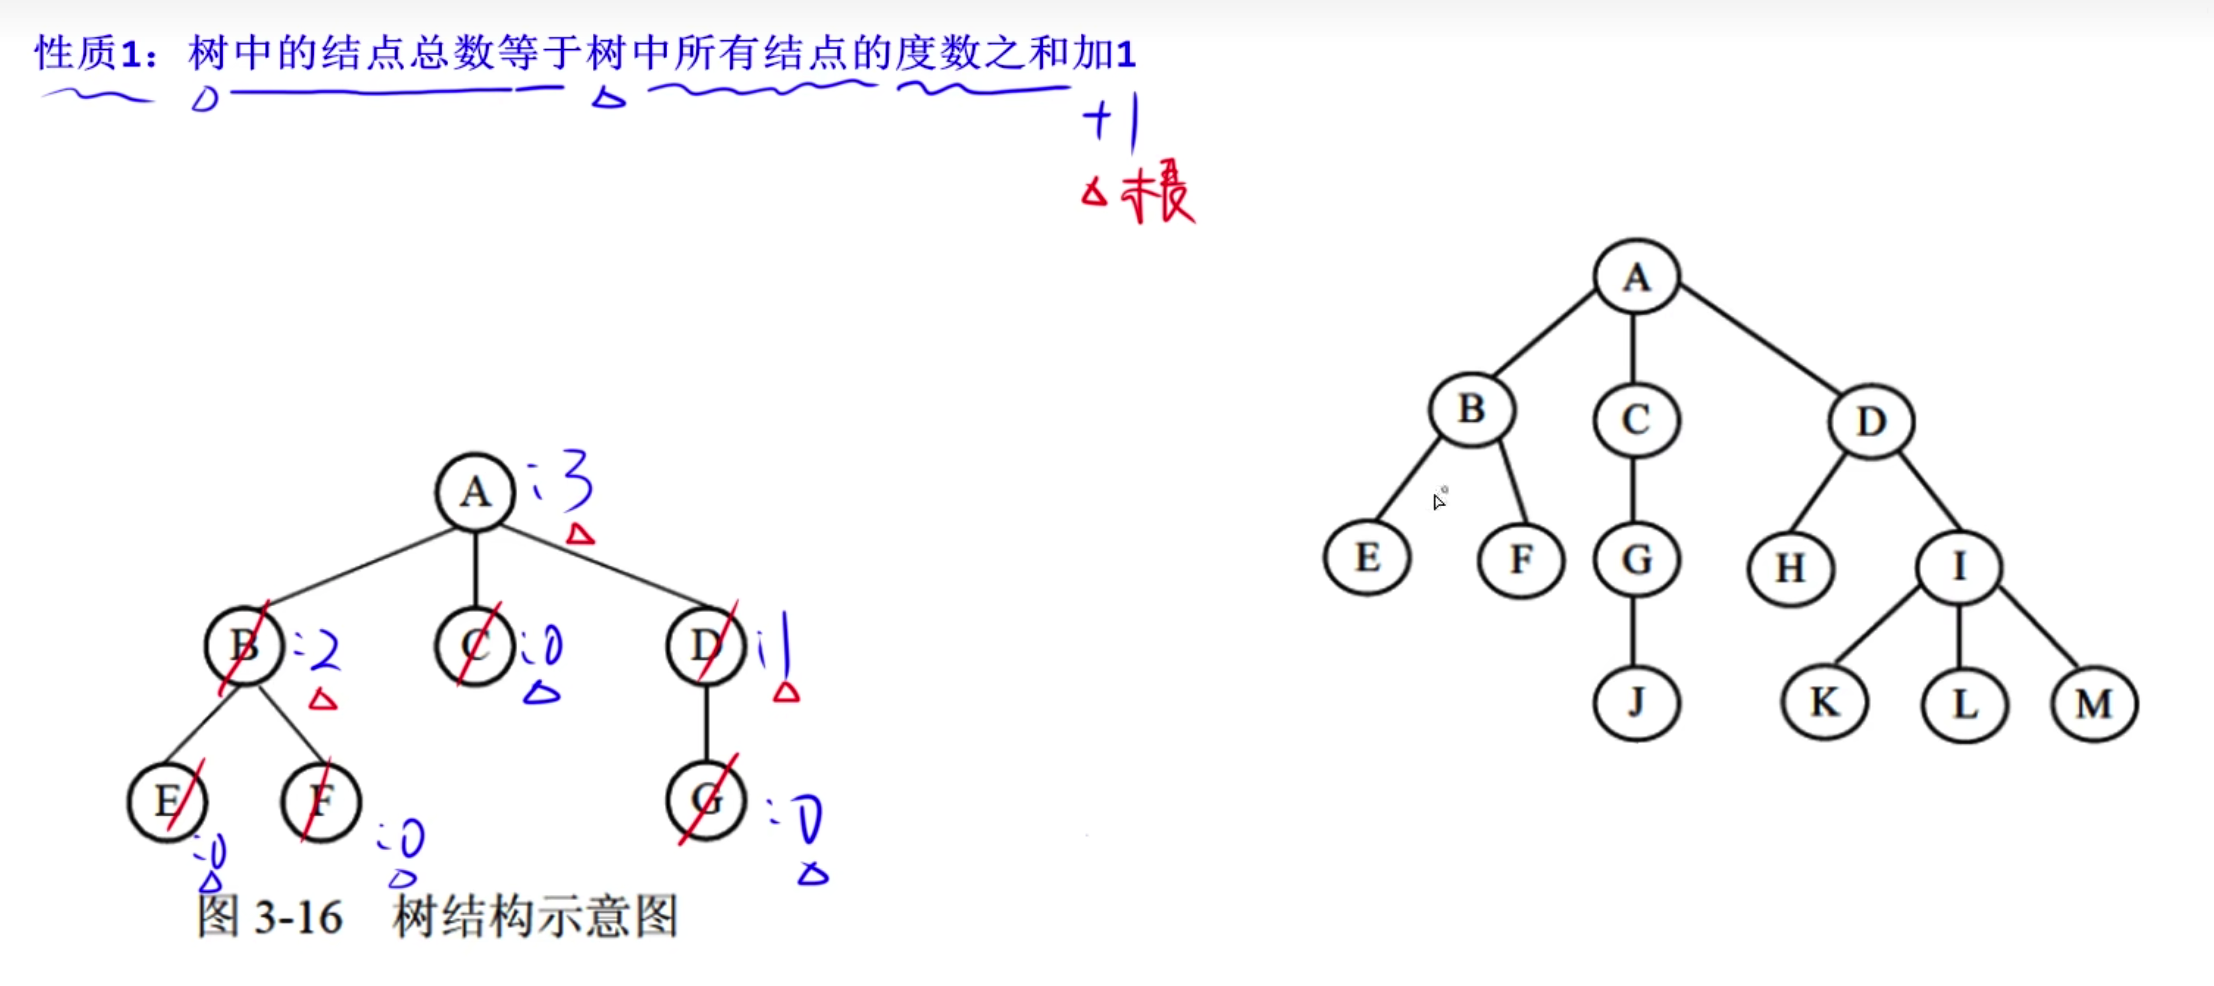 性质1：树中的结点总数等于树中所有结点的度数之和加1
+1
根
A
A :3
B
C
D
B :2
C :0
D :1
E
F
G
H
I
E :0
F :0
G :0
J
K
L
M
图 3-16 树结构示意图